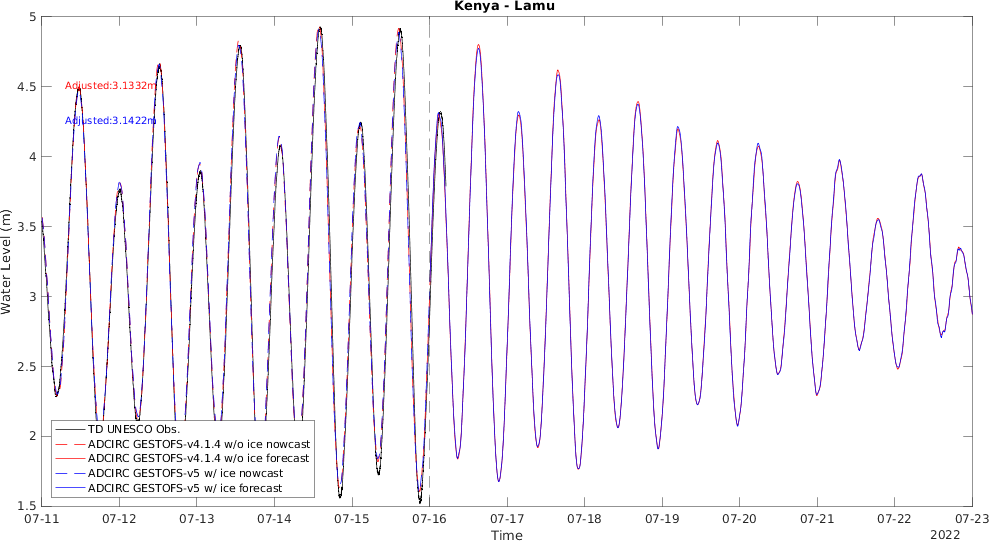 Kenya - Lamu
5
4.5
4
3.5
3
2.5
2
1.5
Water Level (m)
Adjusted:3.1332m
Adjusted:3.1422m
TD UNESCO Obs.
ADCIRC GESTOFS-v4.1.4 w/o ice nowcast
ADCIRC GESTOFS-v4.1.4 w/o ice forecast
ADCIRC GESTOFS-v5 w/ ice nowcast
ADCIRC GESTOFS-v5 w/ ice forecast
07-11 07-12 07-13 07-14 07-15 07-16 07-17 07-18 07-19 07-20 07-21 07-22 07-23
Time
2022